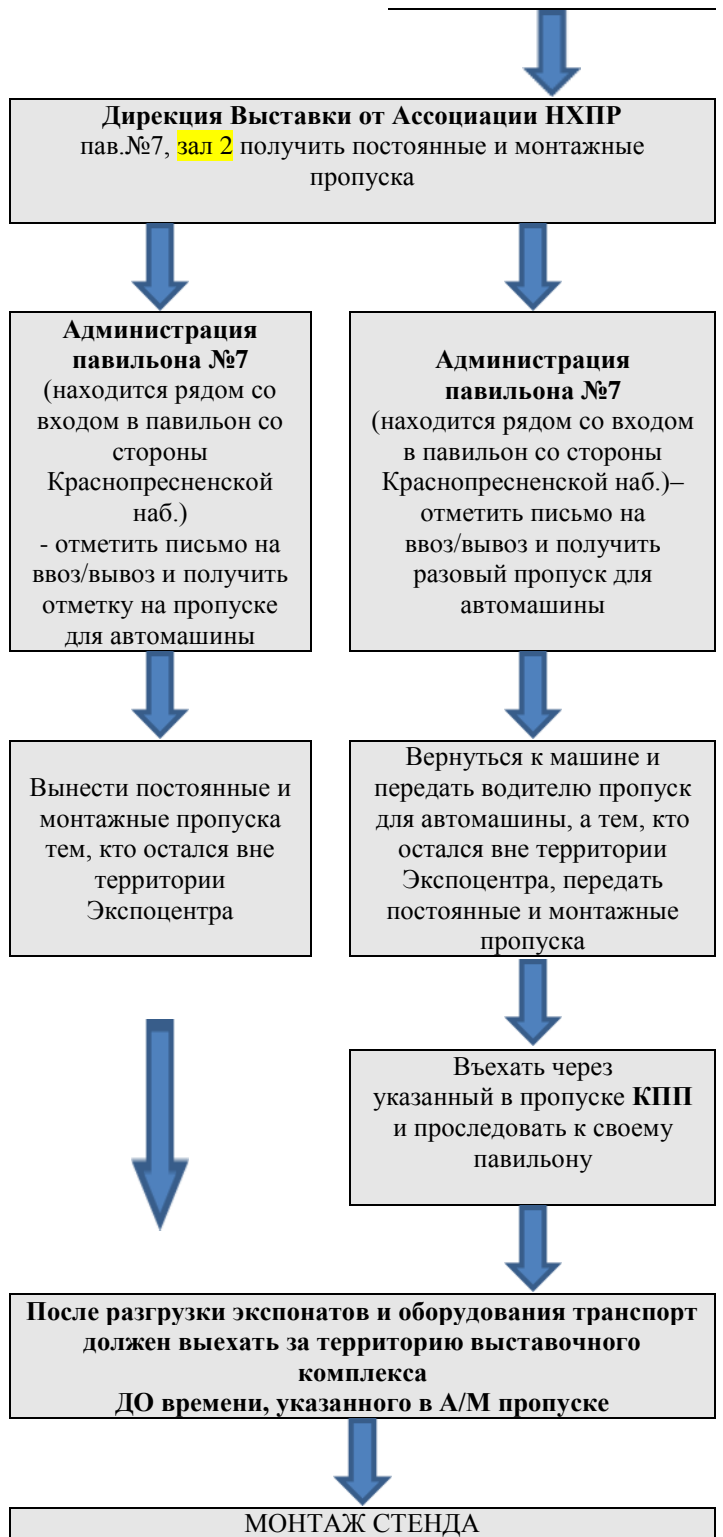 Дирекция Выставки от Ассоциации НХПР
пав.№7, зал 2 получить постоянные и монтажные
пропуска
Администрация
павильона №7
(находится рядом со
входом в павильон со
стороны
Краснопресненской
наб.)
- отметить письмо на
ввоз/вывоз и получить
отметку на пропуске
для автомашины
Администрация
павильона №7
(находится рядом со входом
в павильон со стороны
Краснопресненской наб.)–
отметить письмо на
ввоз/вывоз и получить
разовый пропуск для
автомашины
Вынести постоянные и
монтажные пропуска
тем, кто остался вне
территории
Экспоцентра
Вернуться к машине и
передать водителю пропуск
для автомашины, а тем, кто
остался вне территории
Экспоцентра, передать
постоянные и монтажные
пропуска
Въехать через
указанный в пропуске КПП
и проследовать к своему
павильону
После разгрузки экспонатов и оборудования транспорт
должен выехать за территорию выставочного
комплекса
ДО времени, указанного в А/М пропуске
МОНТАЖ СТЕНДА